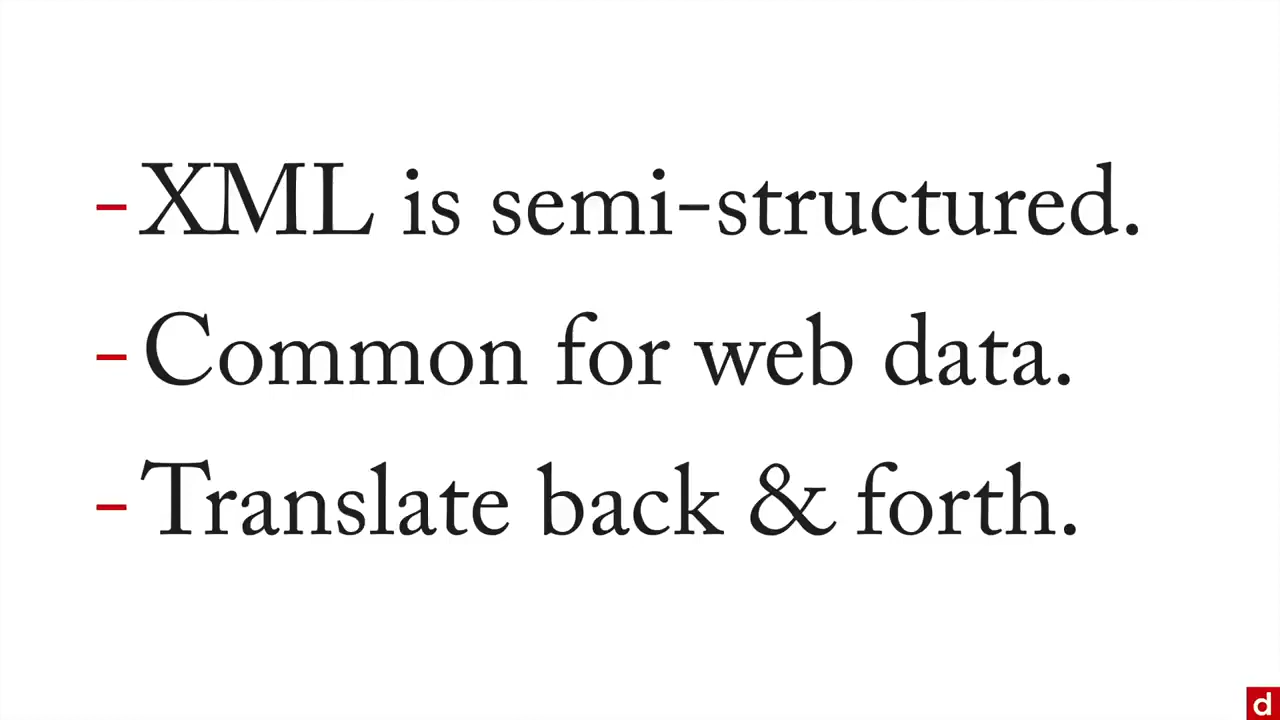 -XML is semi-structured.
-Common for web data.
-Translate back & forth.
d